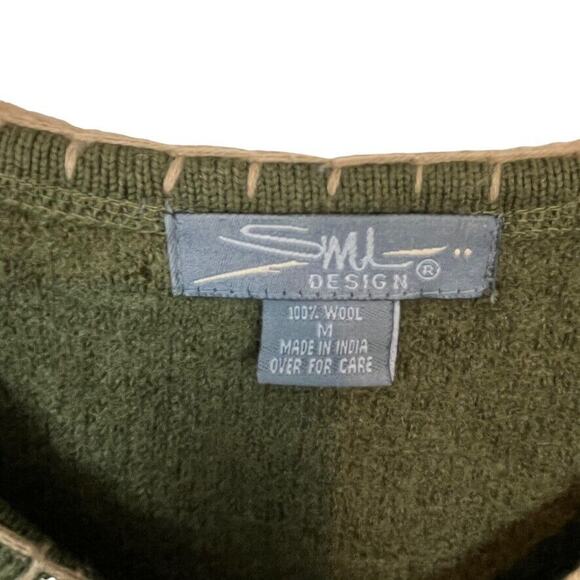 SML
DESIGN®
100% WOOL
M
MADE IN INDIA
OVER FOR CARE